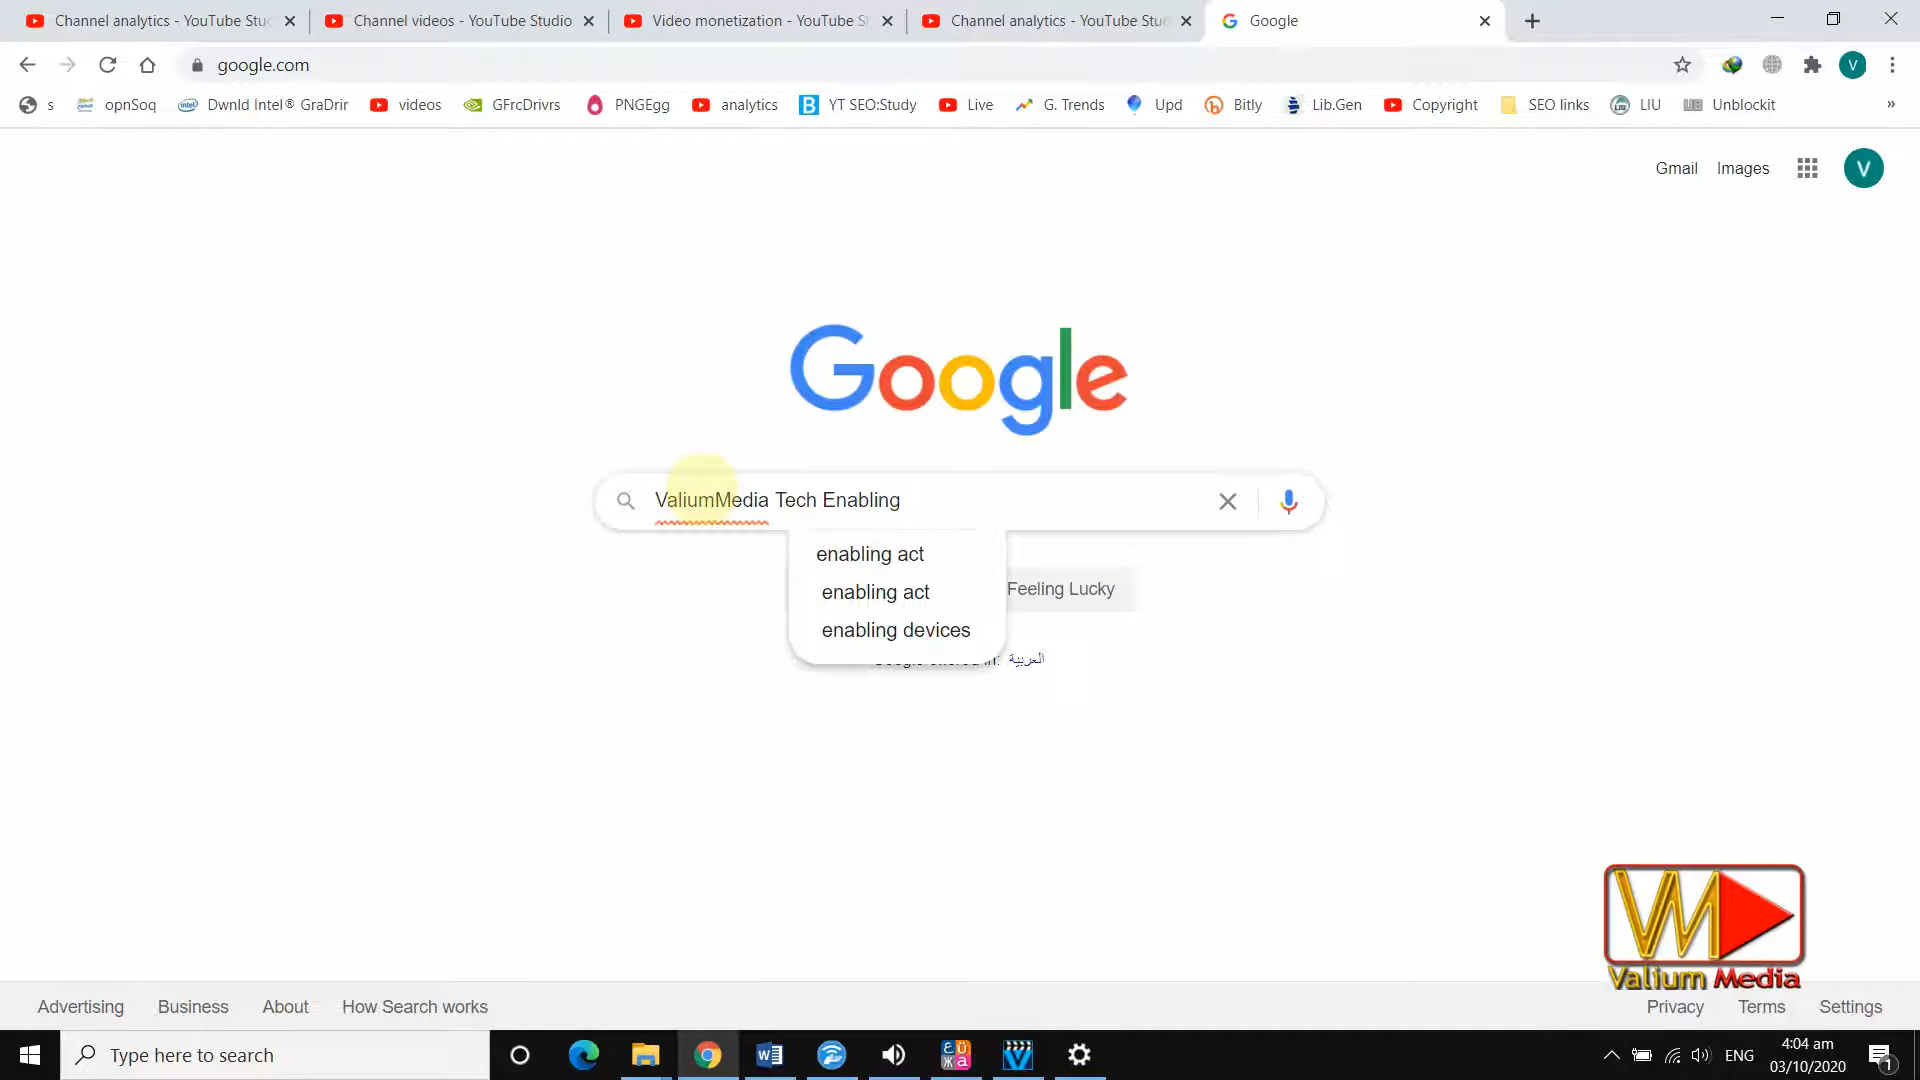 Channel analytics - YouTube Stu
Channel videos - YouTube Studio
Video monetization - YouTube S
Channel analytics - YouTube Stu
Google
google.com
V
s
opnSoq
Dwnld Intel® GraDrir
videos
GFrcDrivrs
PNGEgg
analytics
YT SEO:Study
Live
G. Trends
Upd
Bitly
Lib.Gen
Copyright
SEO links
LIU
Unblockit
»
Gmail
Images
V
Google
ValiumMedia Tech Enabling
enabling act
enabling act
enabling devices
Feeling Lucky
العربية
VM
Valium Media
Advertising
Business
About
How Search works
Privacy
Terms
Settings
Type here to search
ENG
4:04 am
03/10/2020
1